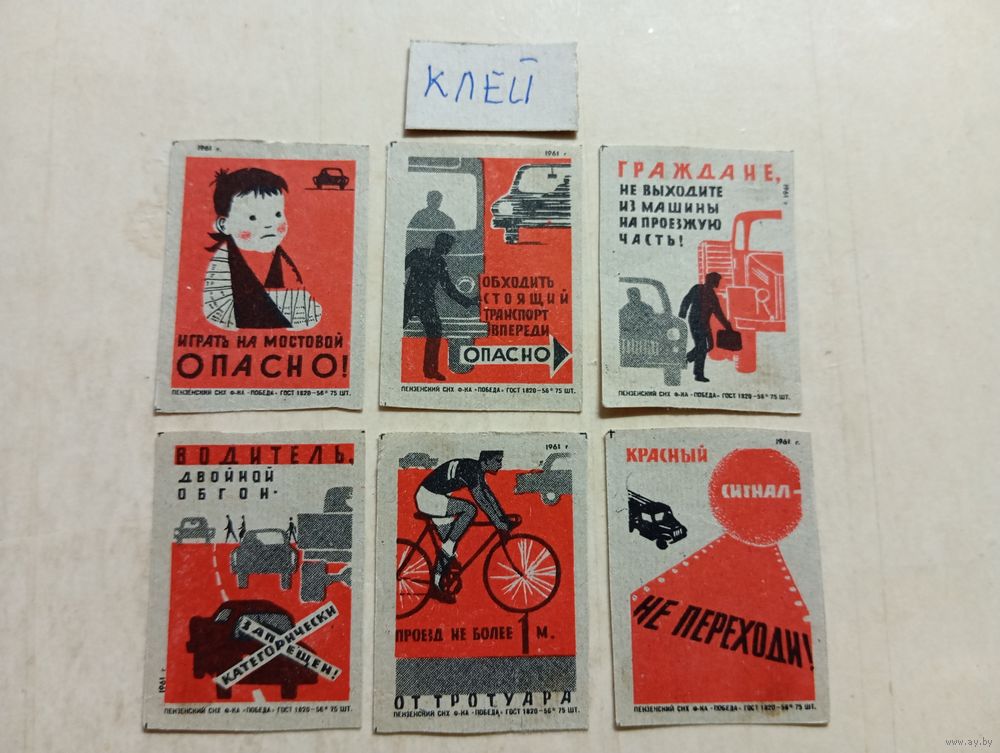 КЛЕЙ
1961 г.
ИГРАТЬ НА МОСТОВОЙ
ОПАСНО!
ПЕНЗЕНСКИЙ СНХ Ф-КА «ПОБЕДА» ГОСТ 1820–56* 75 ШТ.
1961 г.
ОБХОДИТЬ
СТОЯЩИЙ
ТРАНСПОРТ
ВПЕРЕДИ
ОПАСНО
ПЕНЗЕНСКИЙ СНХ Ф-КА «ПОБЕДА» ГОСТ 1820–56* 75 ШТ.
ГРАЖДАНЕ,
НЕ ВЫХОДИТЕ
ИЗ МАШИНЫ
НА ПРОЕЗЖУЮ
ЧАСТЬ!
1961 г.
ПЕНЗЕНСКИЙ СНХ Ф-КА «ПОБЕДА» ГОСТ 1820–56* 75 ШТ.
ВОДИТЕЛЬ,
ДВОЙНОЙ
ОБГОН-
КАТЕГОРИЧЕСКИ
ЗАПРЕЩЕН!
1961 г.
ПЕНЗЕНСКИЙ СНХ Ф-КА «ПОБЕДА» ГОСТ 1820–56* 75 ШТ.
1961 г.
ПРОЕЗД НЕ БОЛЕЕ 1 М.
ОТ ТРОТУАРА
ПЕНЗЕНСКИЙ СНХ Ф-КА «ПОБЕДА» ГОСТ 1820–56* 75 ШТ.
1961 г.
КРАСНЫЙ
СИГНАЛ-
НЕ ПЕРЕХОДИ!
ПЕНЗЕНСКИЙ СНХ Ф-КА «ПОБЕДА» ГОСТ 1820–56* 75 ШТ.
© www.ay.by